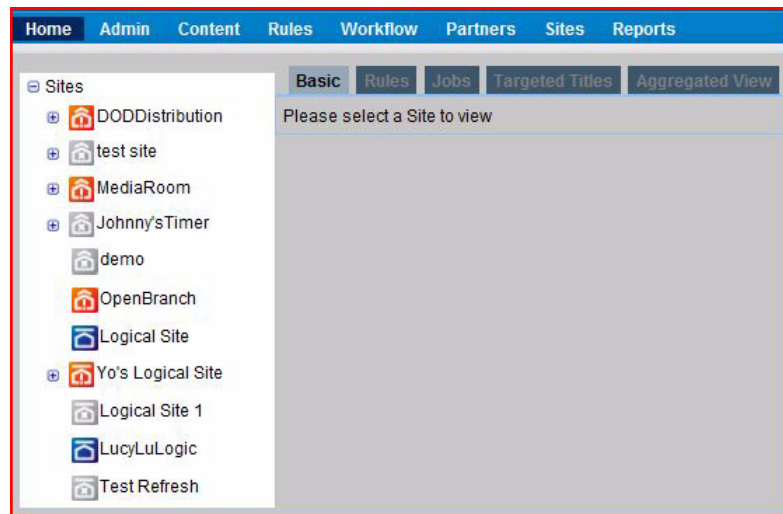 Home Admin Content Rules Workflow Partners Sites Reports
Basic Rules Jobs Targeted Titles Aggregated View
Please select a Site to view
Sites
DODDistribution
test site
MediaRoom
Johnny'sTimer
demo
OpenBranch
Logical Site
Yo's Logical Site
Logical Site 1
LucyLuLogic
Test Refresh